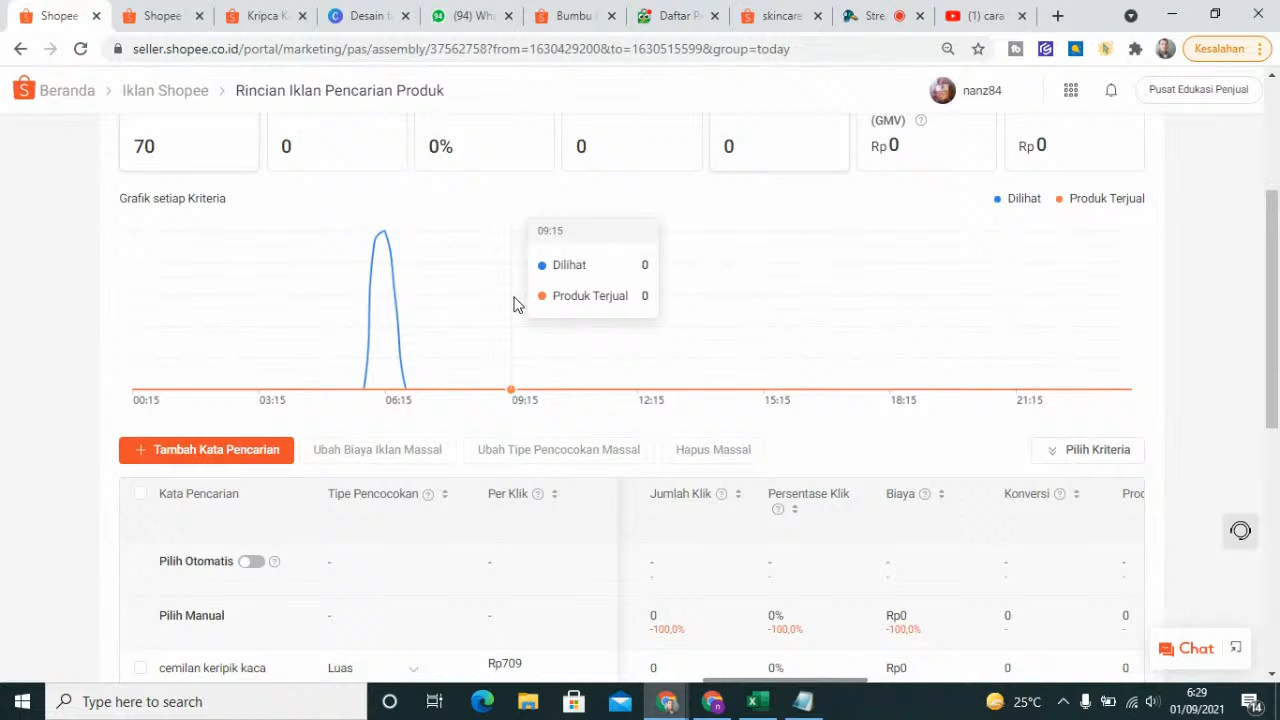 Shopee
Shopee
Kripca K
Desain t
(94) Wh
Bumbu I
Daftar P
skincare
Stre
(1) cara
seller.shopee.co.id/portal/marketing/pas/assembly/37562758?from=1630429200&to=1630515599&group=today
Kesalahan
Beranda > Iklan Shopee > Rincian Iklan Pencarian Produk
nanz84
Pusat Edukasi Penjual
(GMV)
70
0
0%
0
0
Rp0
Rp0
Grafik setiap Kriteria
Dilihat
Produk Terjual
09:15
Dilihat 0
Produk Terjual 0
00:15 03:15 06:15 09:15 12:15 15:15 18:15 21:15
+ Tambah Kata Pencarian
Ubah Biaya Iklan Massal
Ubah Tipe Pencocokan Massal
Hapus Massal
Pilih Kriteria
Kata Pencarian Tipe Pencocokan Per Klik Jumlah Klik Persentase Klik Biaya Konversi Proc
Pilih Otomatis - - - - - - -
- - - - -
Pilih Manual - - 0 0% Rp0 0 0
-100,0% -100,0% -100,0% - -
cemilan keripik kaca Luas Rp709 0 0% Rp0 0 0
Chat
Type here to search
25°C
6:29
01/09/2021
14